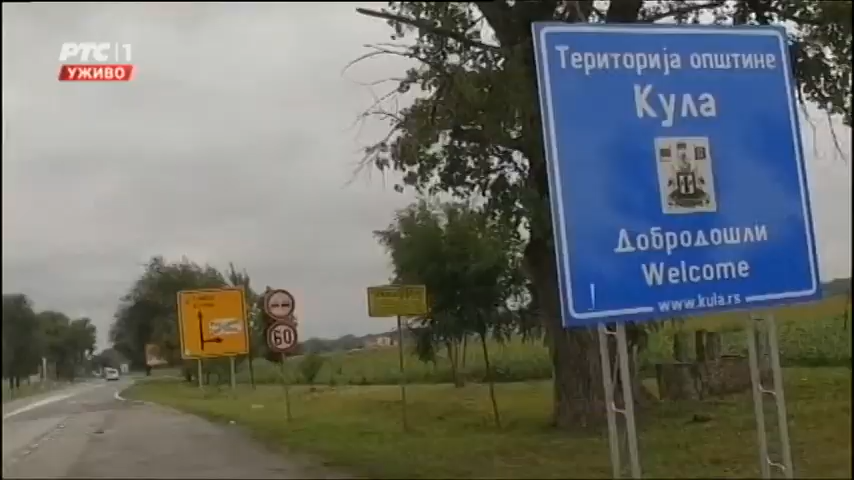 РТС 1
УЖИВО
Територија општине
Кула
Добродошли
Welcome
www.kula.rs
60